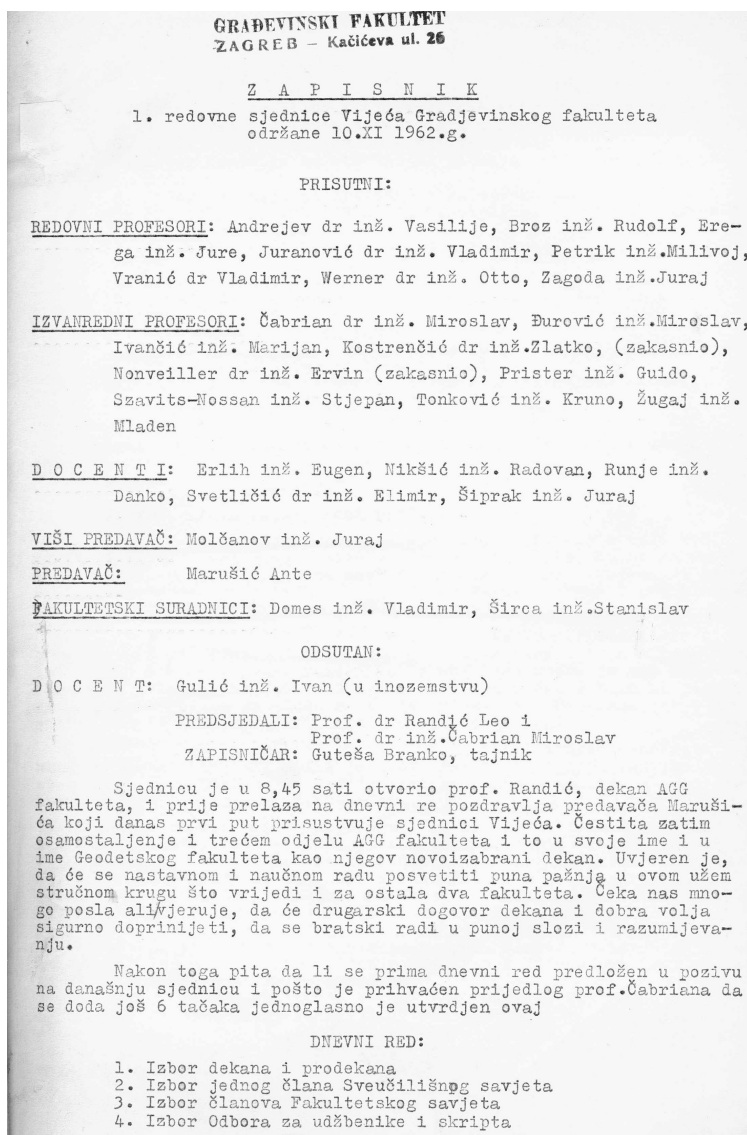 GRAĐEVINSKI FAKULTET
ZAGREB – Kačićeva ul. 26
Z A P I S N I K
1. redovne sjednice Vijeća Gradjevinskog fakulteta
održane 10.XI 1962.g.
PRISUTNI:
REDOVNI PROFESORI: Andrejev dr inž. Vasilije, Broz inž. Rudolf, Ere-
ga inž. Jure, Juranović dr inž. Vladimir, Petrik inž.Milivoj,
Vranić dr Vladimir, Werner dr inž. Otto, Zagoda inž.Juraj
IZVANREDNI PROFESORI: Čabrian dr inž. Miroslav, Đurović inž.Miroslav,
Ivančić inž. Marijan, Kostrenčić dr inž.Zlatko, (zakasnio),
Nonveiller dr inž. Ervin (zakasnio), Prister inž. Guido,
Szavits-Nossan inž. Stjepan, Tonković inž. Kruno, Žugaj inž.
Mladen
D O C E N T I: Erlih inž. Eugen, Nikšić inž. Radovan, Runje inž.
Danko, Svetličić dr inž. Elimir, Šiprak inž. Juraj
VIŠI PREDAVAČ: Molčanov inž. Juraj
PREDAVAČ: Marušić Ante
FAKULTETSKI SURADNICI: Domes inž. Vladimir, Širca inž.Stanislav
ODSUTAN:
D O C E N T: Gulić inž. Ivan (u inozemstvu)
PREDSJEDALI: Prof. dr Randić Leo i
Prof. dr inž.Čabrian Miroslav
ZAPISNIČAR: Guteša Branko, tajnik
Sjednicu je u 8,45 sati otvorio prof. Randić, dekan AGG
fakulteta, i prije prelaza na dnevni re pozdravlja predavača Maruši-
ća koji danas prvi put prisustvuje sjednici Vijeća. Čestita zatim
osamostaljenje i trećem odjelu AGG fakulteta i to u svoje ime i u
ime Geodetskog fakulteta kao njegov novoizabrani dekan. Uvjeren je,
da će se nastavnom i naučnom radu posvetiti puna pažnja u ovom užem
stručnom krugu što vrijedi i za ostala dva fakulteta. Čeka nas mno-
go posla ali/vjeruje, da će drugarski dogovor dekana i dobra volja
sigurno doprinijeti, da se bratski radi u punoj slozi i razumijeva-
nju.
Nakon toga pita da li se prima dnevni red predložen u pozivu
na današnju sjednicu i pošto je prihvaćen prijedlog prof.Čabriana da
se doda još 6 tačaka jednoglasno je utvrdjen ovaj
DNEVNI RED:
1. Izbor dekana i prodekana
2. Izbor jednog člana Sveučilišnog savjeta
3. Izbor članova Fakultetskog savjeta
4. Izbor Odbora za udžbenike i skripta